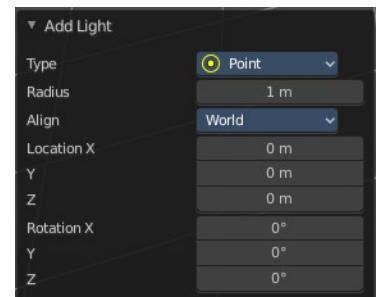 Add Light
Type Point
Radius 1 m
Align World
Location X 0 m
Y 0 m
Z 0 m
Rotation X 0°
Y 0°
Z 0°